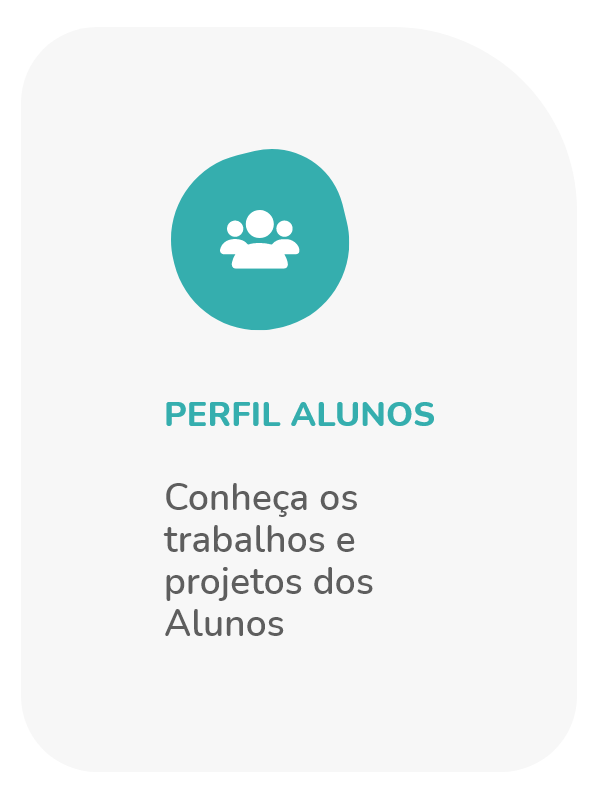 PERFIL ALUNOS
Conheça os
trabalhos e
projetos dos
Alunos